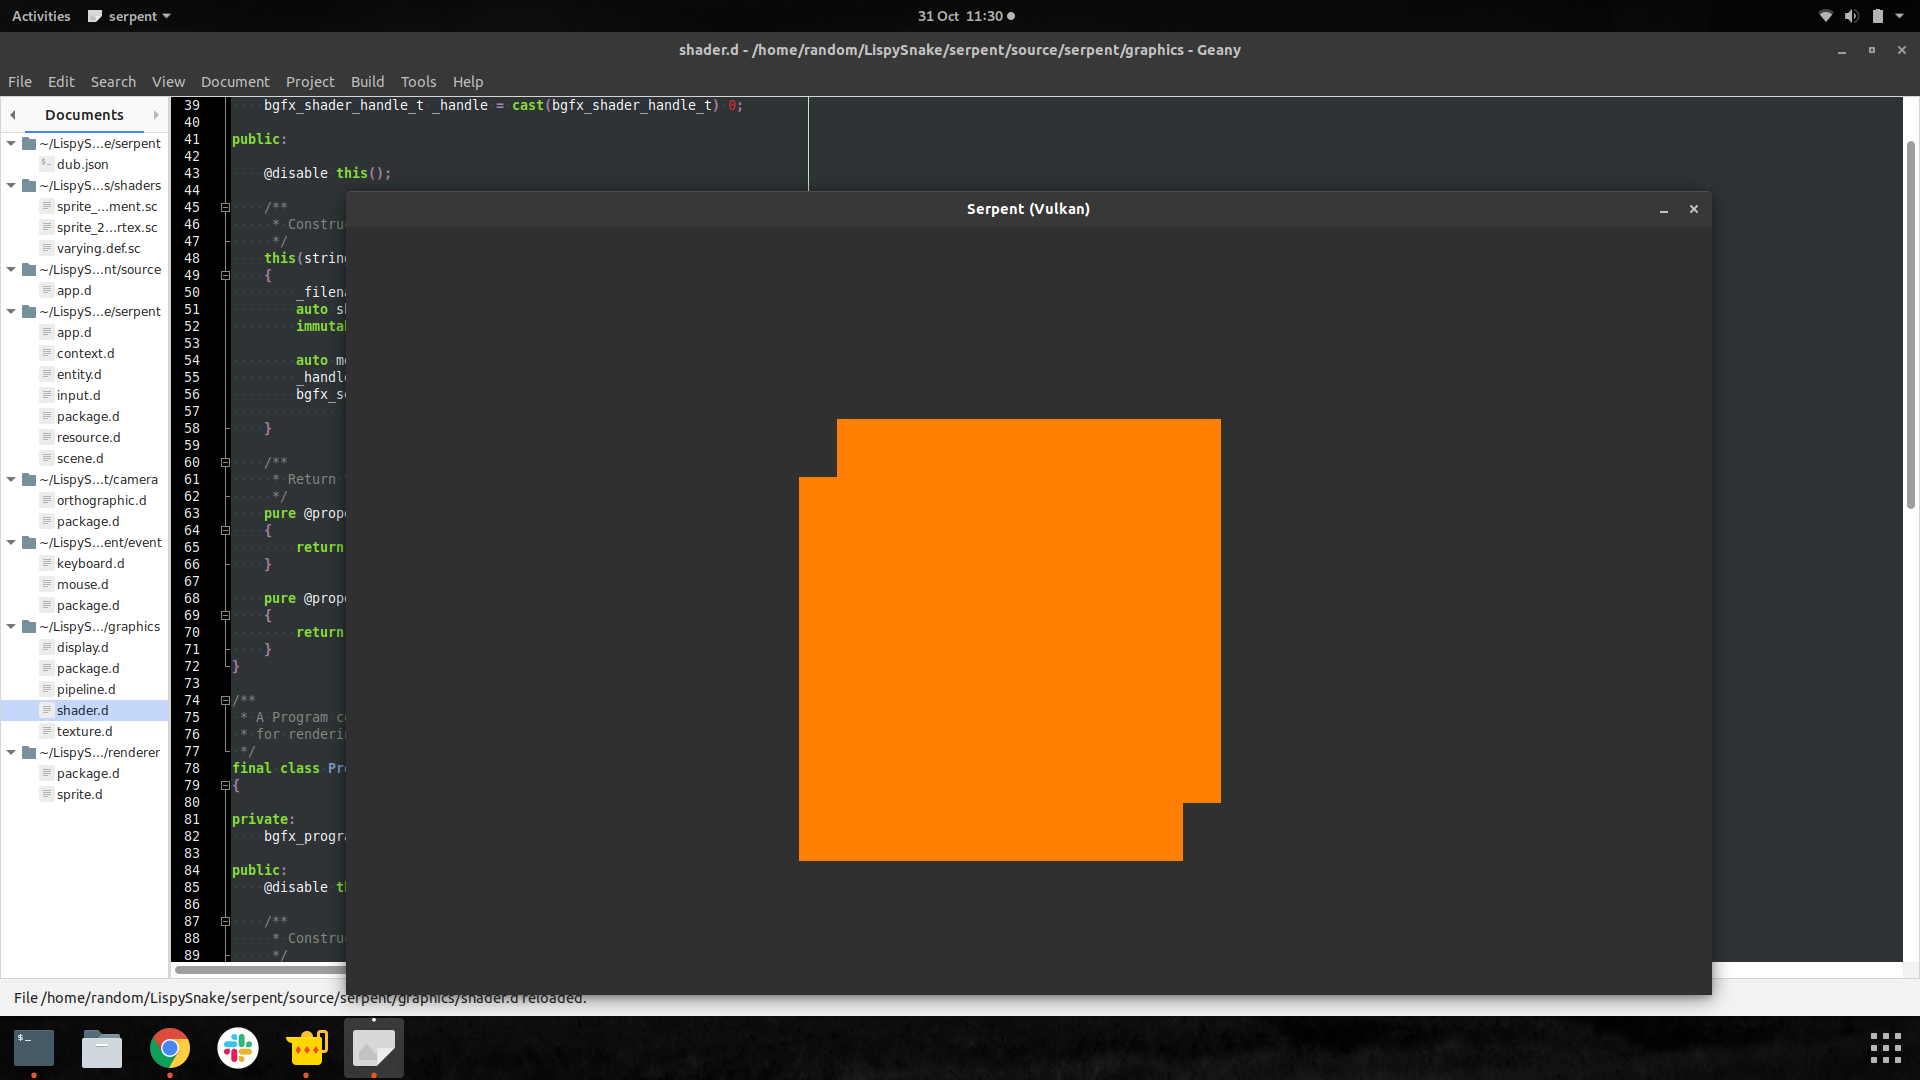 Activities
serpent
31 Oct 11:30
shader.d - /home/random/LispySnake/serpent/source/serpent/graphics - Geany
File Edit Search View Document Project Build Tools Help
Documents
~/LispyS...e/serpent
dub.json
~/LispyS...s/shaders
sprite_...ment.sc
sprite_2...rtex.sc
varying.def.sc
~/LispyS...nt/source
app.d
~/LispyS...e/serpent
app.d
context.d
entity.d
input.d
package.d
resource.d
scene.d
~/LispyS...t/camera
orthographic.d
package.d
~/LispyS...ent/event
keyboard.d
mouse.d
package.d
~/LispyS.../graphics
display.d
package.d
pipeline.d
shader.d
texture.d
~/LispyS.../renderer
package.d
sprite.d
39 bgfx_shader_handle_t _handle = cast(bgfx_shader_handle_t) 0;
40
41 public:
42
43 @disable this();
44
45 /**
46 * Constru
47 */
48 this(strin
49 {
50 _filen
51 auto s
52 immuta
53
54 auto m
55 _handl
56 bgfx_s
57
58 }
59
60 /**
61 * Return
62 */
63 pure @prop
64 {
65 return
66 }
67
68 pure @prop
69 {
70 return
71 }
72 }
73
74 /**
75 * A Program c
76 * for renderi
77 */
78 final class Pr
79 {
80
81 private:
82 bgfx_progr
83
84 public:
85 @disable t
86
87 /**
88 * Constru
89 */
Serpent (Vulkan)
File /home/random/LispySnake/serpent/source/serpent/graphics/shader.d reloaded.
$_